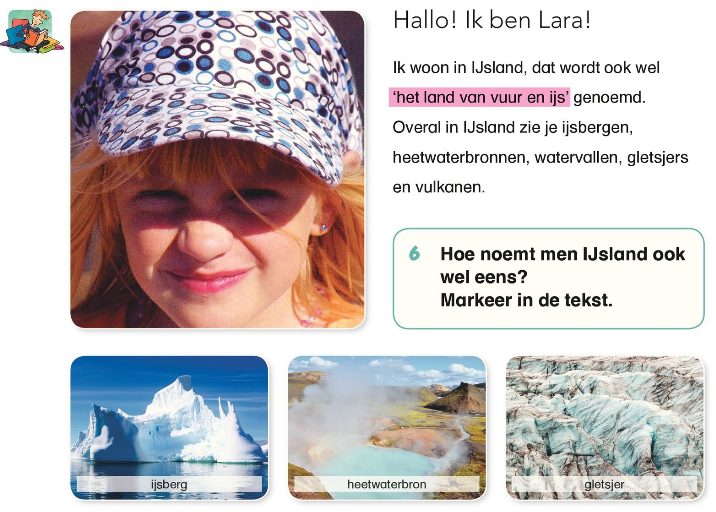 Hallo! Ik ben Lara!
Ik woon in IJsland, dat wordt ook wel
‘het land van vuur en ijs’ genoemd.
Overal in IJsland zie je ijsbergen,
heetwaterbronnen, watervallen, gletsjers
en vulkanen.
6 Hoe noemt men IJsland ook
wel eens?
Markeer in de tekst.
ijsberg
heetwaterbron
gletsjer